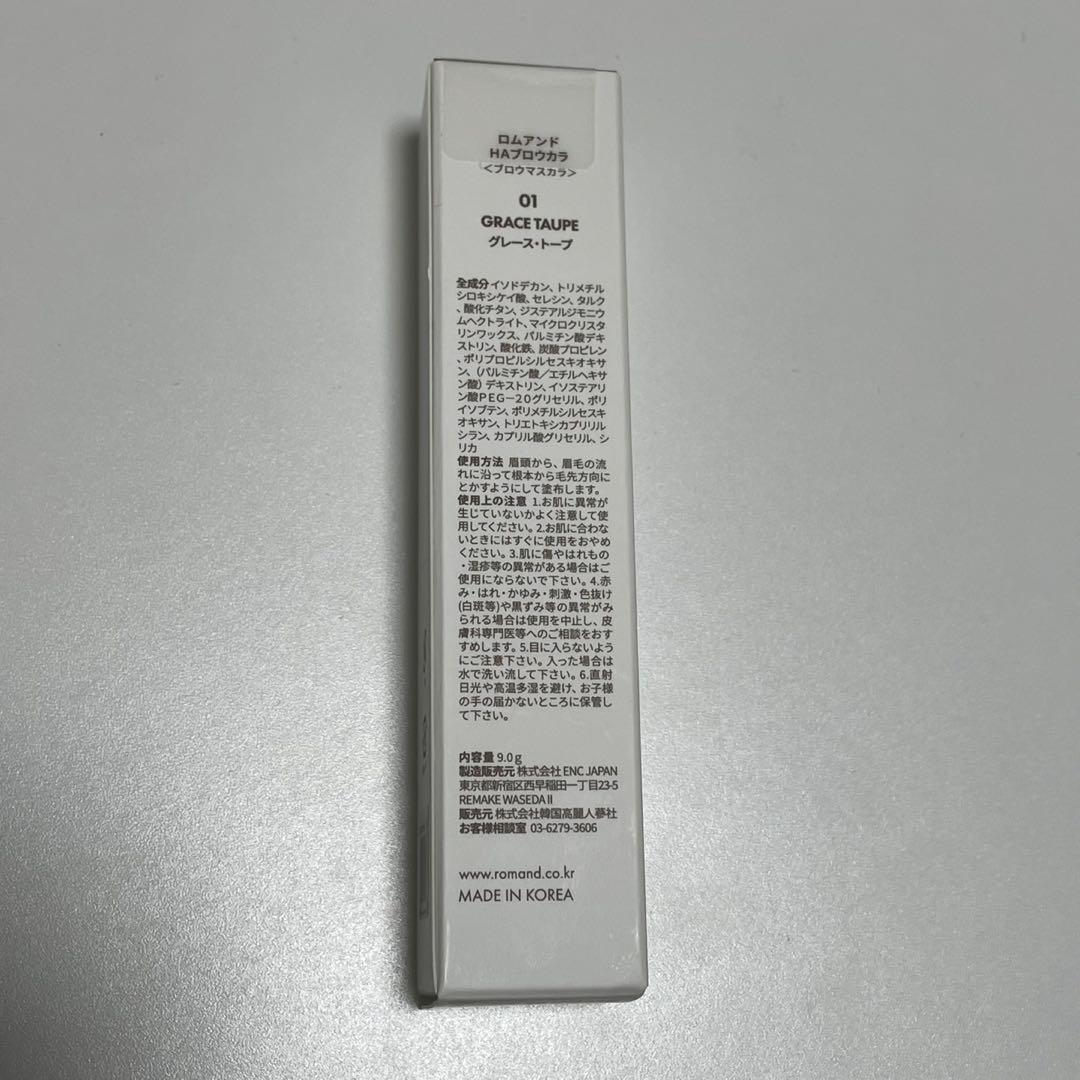 ロムアンド
HAブロウカラ
<ブロウマスカラ>
01
GRACE TAUPE
グレース・トープ
全成分 イソドデカン、トリメチル
シロキシケイ酸、セレシン、タルク
、酸化チタン、ジステアルジモニウ
ムヘクトライト、マイクロクリスタ
リンワックス、パルミチン酸デキ
ストリン、酸化鉄、炭酸プロピレン
、ポリプロピルシルセスキオキサ
ン、（パルミチン酸／エチルヘキサ
ン酸）デキストリン、イソステアリ
ン酸PEG－20グリセリル、ポリ
イソブテン、ポリメチルシルセスキ
オキサン、トリエトキシカプリリル
シラン、カプリル酸グリセリル、シ
リカ
使用方法 眉頭から、眉毛の流
れに沿って根本から毛先方向に
とかすようにして塗布します。
使用上の注意 1.お肌に異常が
生じていないかよく注意して使
用してください。2.お肌に合わな
いときにはすぐに使用をおやめ
ください。3.肌に傷やはれもの
・湿疹等の異常がある場合はご
使用にならないで下さい。4.赤
み・はれ・かゆみ・刺激・色抜け
(白斑等)や黒ずみ等の異常がみ
られる場合は使用を中止し、皮
膚科専門医等へのご相談をおす
すめします。5.目に入らないよう
にご注意下さい。入った場合は
水で洗い流して下さい。6.直射
日光や高温多湿を避け、お子様
の手の届かないところに保管し
て下さい。
内容量 9.0g
製造販売元 株式会社 ENC JAPAN
東京都新宿区西早稲田一丁目23-5
REMAKE WASEDA II
販売元 株式会社韓国高麗人蔘社
お客様相談室 03-6279-3606
www.romand.co.kr
MADE IN KOREA